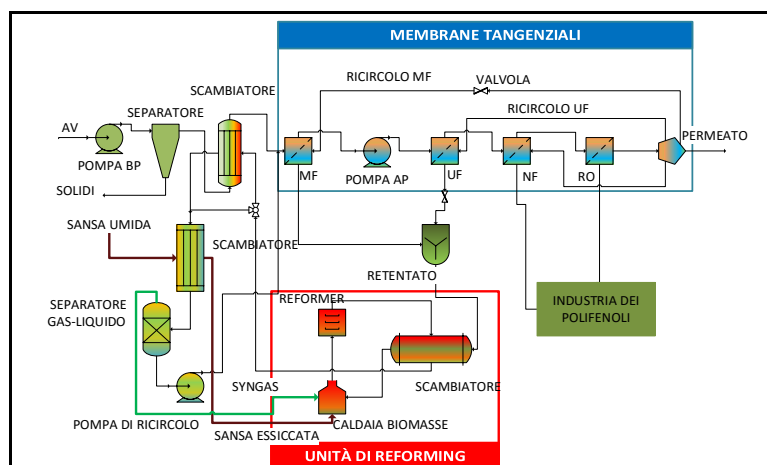 MEMBRANE TANGENZIALI
RICIRCOLO MF
VALVOLA
SCAMBIATORE
SEPARATORE
RICIRCOLO UF
AV
PERMEATO
POMPA BP
POMPA AP
MF
UF
NF
RO
SOLIDI
SANSA UMIDA
SCAMBIATORE
RETENTATO
REFORMER
INDUSTRIA DEI
POLIFENOLI
SEPARATORE
GAS-LIQUIDO
SYNGAS
SCAMBIATORE
POMPA DI RICIRCOLO
CALDAIA BIOMASSE
SANSA ESSICCATA
UNITÀ DI REFORMING